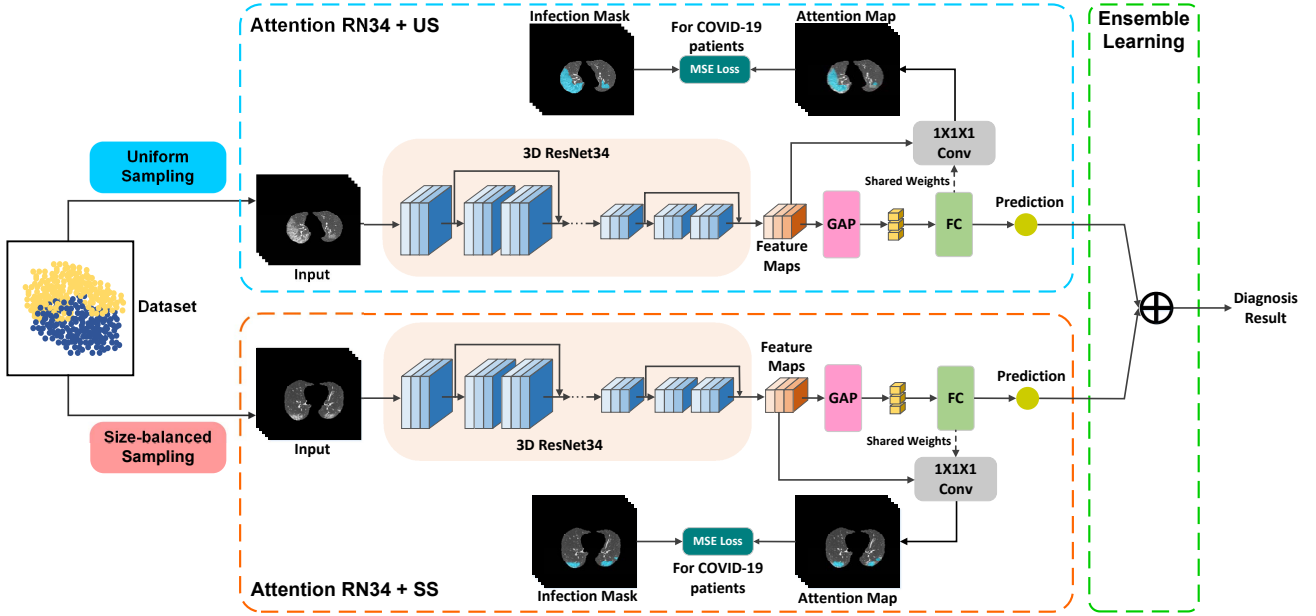 Attention RN34 + US
Infection Mask
For COVID-19
patients
MSE Loss
Attention Map
Ensemble
Learning
1X1X1
Conv
Uniform
Sampling
3D ResNet34
Shared Weights
Prediction
GAP
FC
Feature
Maps
Input
Dataset
Diagnosis
Result
Feature
Maps
GAP
FC
Prediction
Size-balanced
Sampling
Input
3D ResNet34
Shared Weights
1X1X1
Conv
MSE Loss
For COVID-19
patients
Infection Mask
Attention Map
Attention RN34 + SS